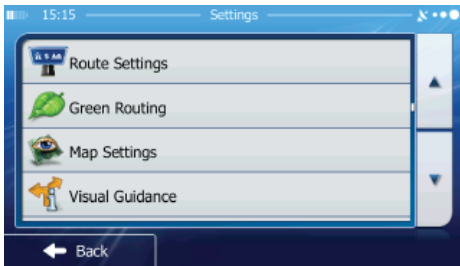 15:15 Settings
Route Settings
Green Routing
Map Settings
Visual Guidance
Back